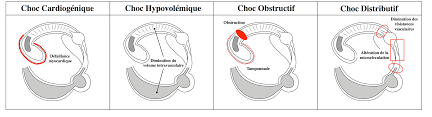 Choc Cardiogénique
Défaillance
myocardique
Choc Hypovolémique
Diminution du
volume intravasculaire
Choc Obstructif
Obstruction
Tamponnade
Choc Distributif
Diminution des
résistances
vasculaires
Altération de la
microcirculation